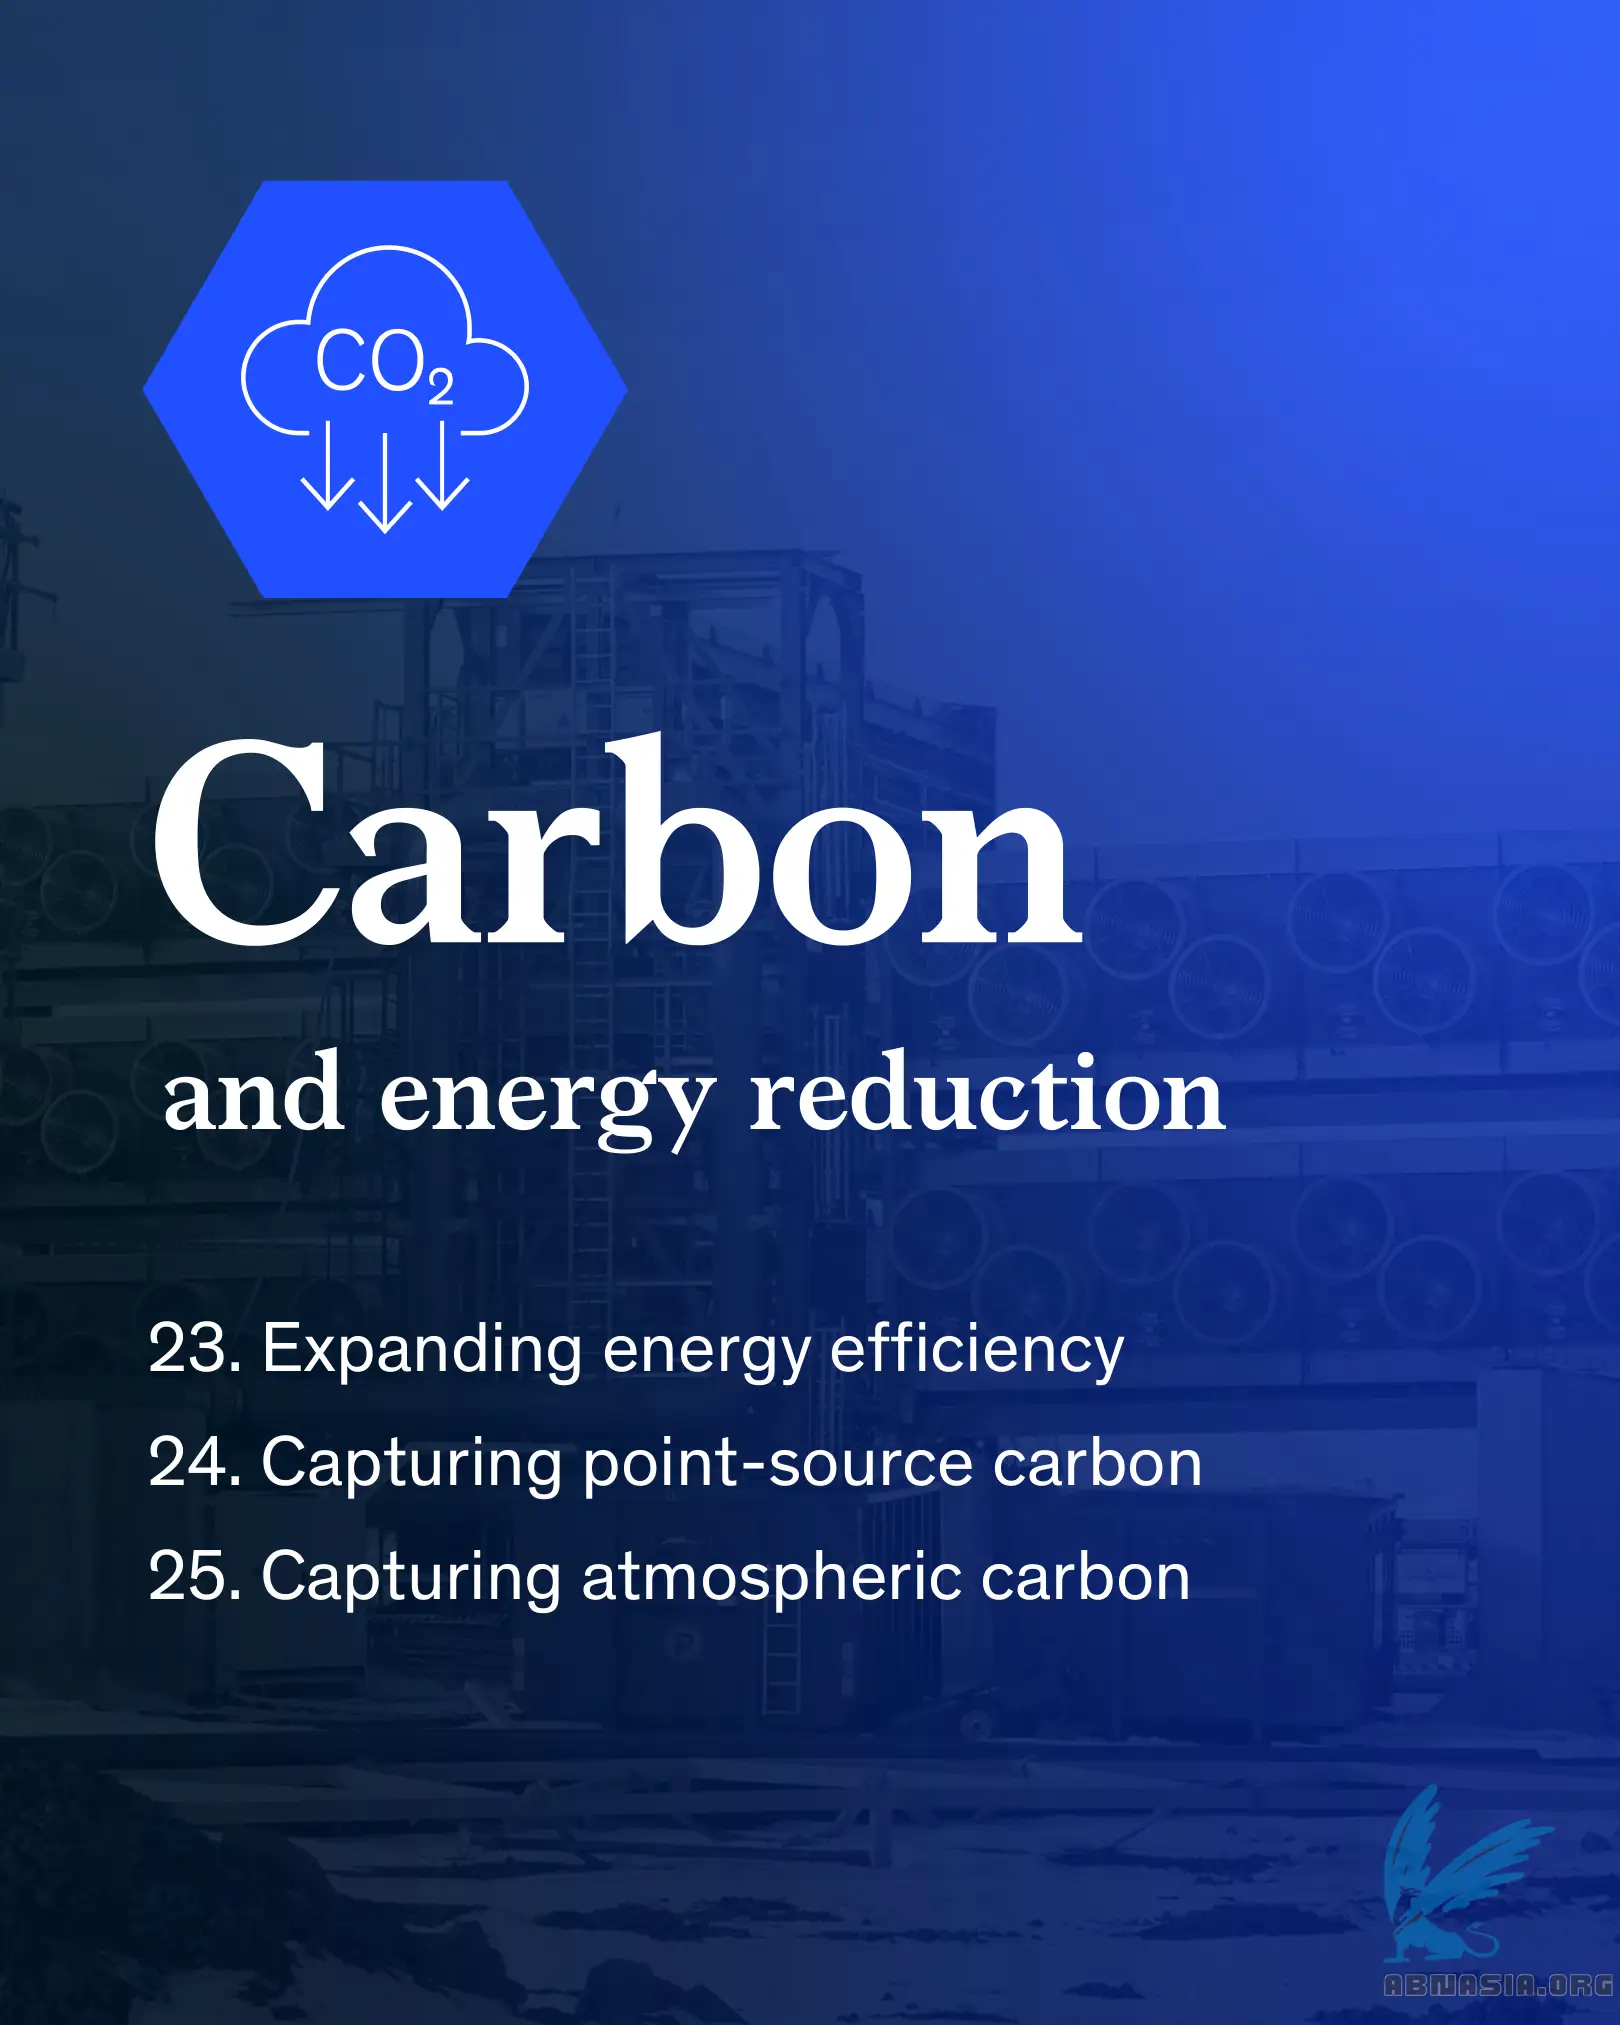 CO₂
Carbon
and energy reduction
23. Expanding energy efficiency
24. Capturing point-source carbon
25. Capturing atmospheric carbon
ABNASIA.ORG